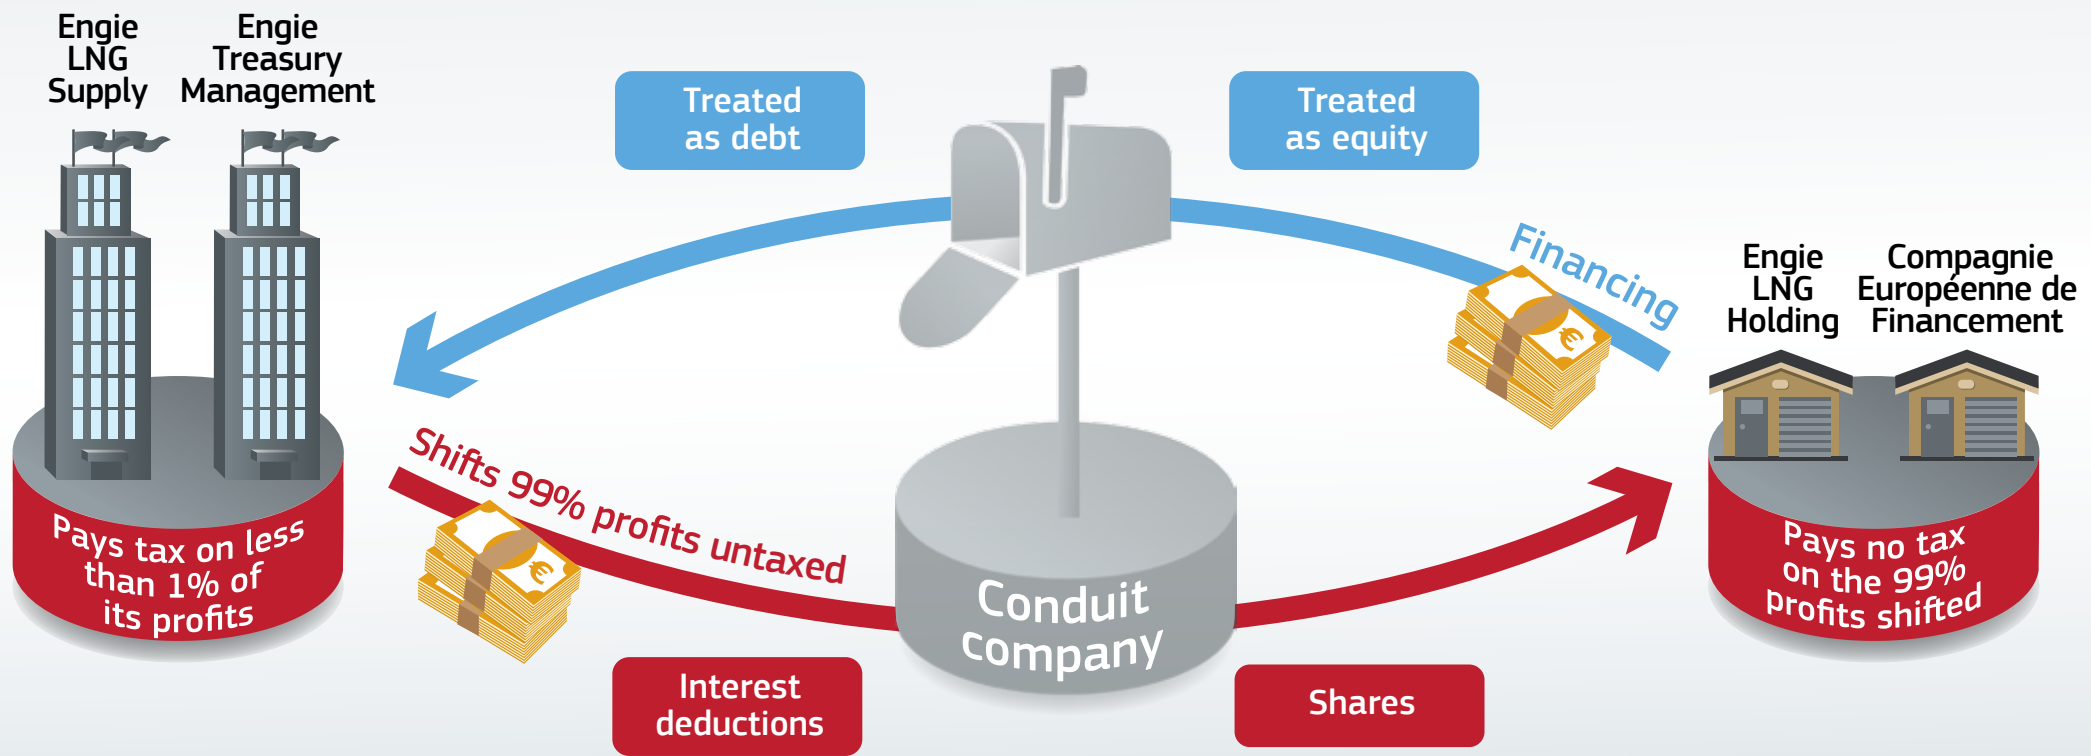 Engie
LNG
Supply
Engie
Treasury
Management
Treated
as debt
Treated
as equity
Financing
Engie
LNG
Holding
Compagnie
Européenne de
Financement
€
Shifts 99% profits untaxed
€
Pays tax on less
than 1% of
its profits
Conduit
company
Pays no tax
on the 99%
profits shifted
Interest
deductions
Shares